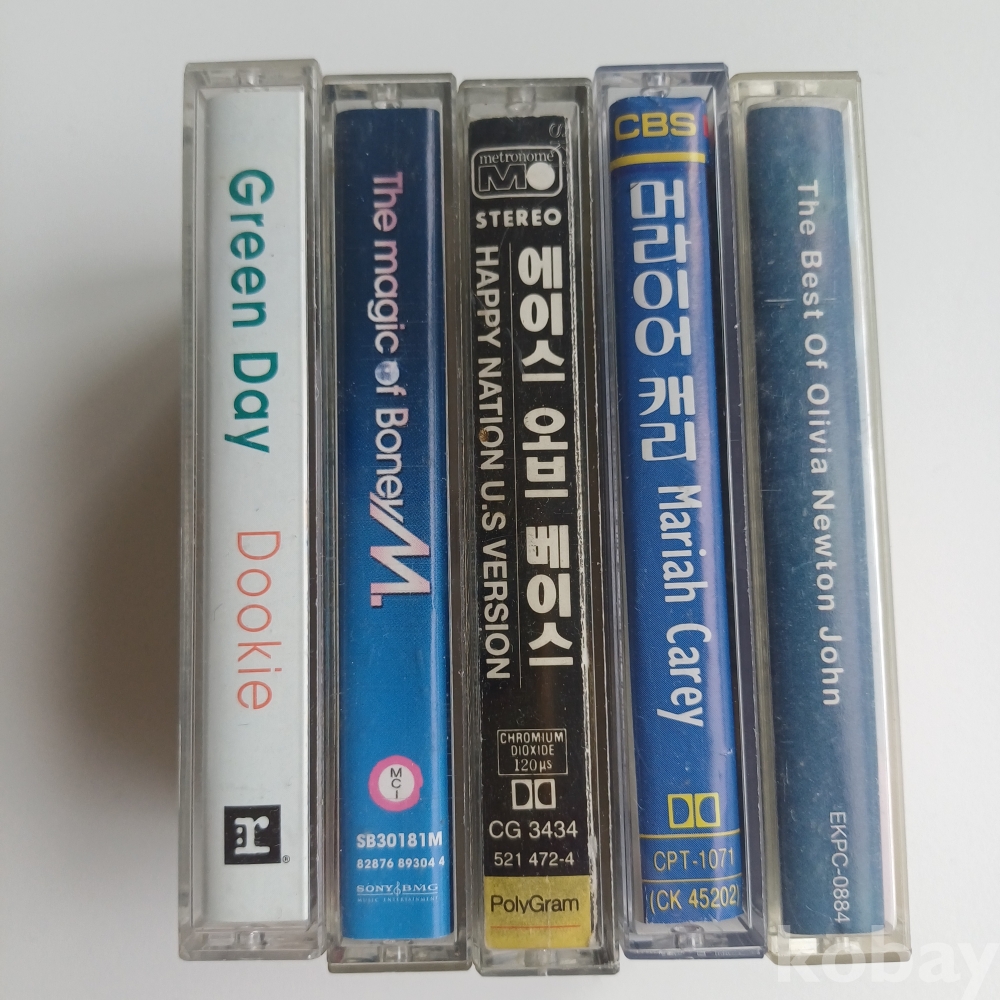 Green Day Dookie
r
®
The magic of Boney M.
MCI
SB30181M
82876 89304 4
SONY BMG
MUSIC ENTERTAINMENT
metronome
M
STEREO
에이스 오브 베이스
HAPPY NATION U.S VERSION
CHROMIUM
DIOXIDE
120µs
CG 3434
521 472-4
PolyGram
CBS
머라이어 캐리 Mariah Carey
CPT-1071
(CK 45202)
The Best Of Olivia Newton John
EKPC-0884
kobay